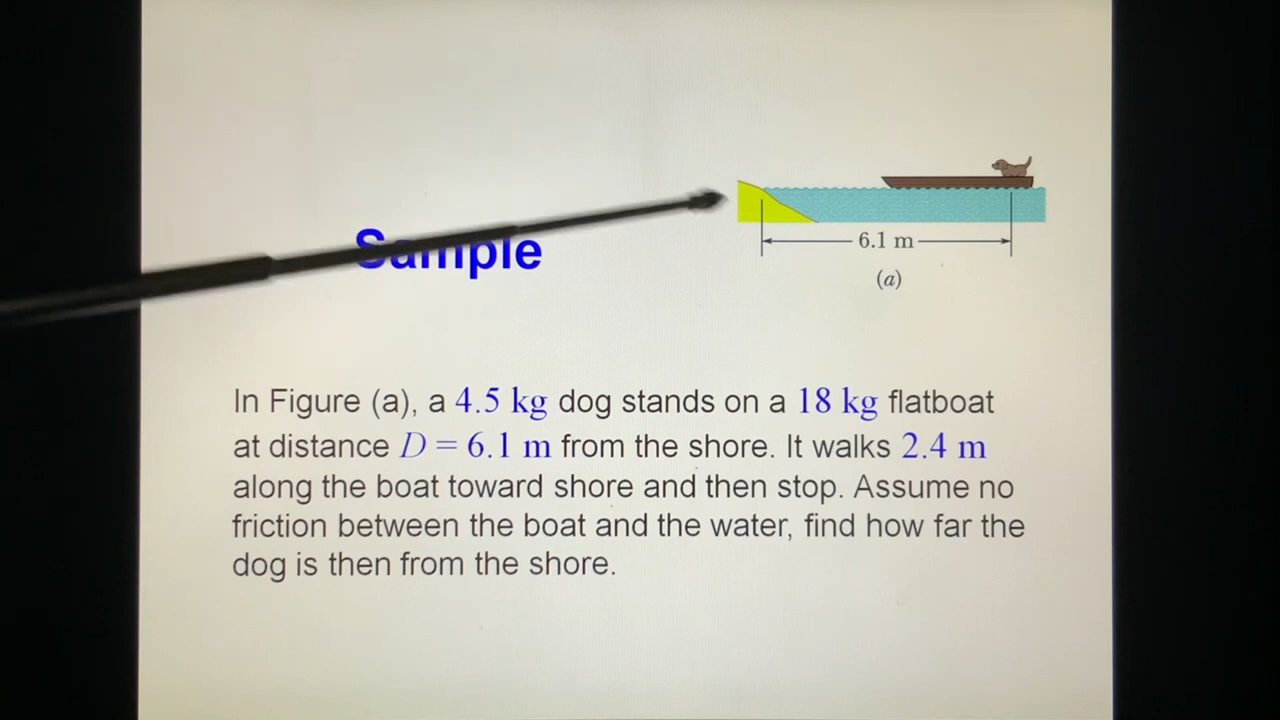 Sample
6.1 m
(a)
In Figure (a), a 4.5 kg dog stands on a 18 kg flatboat
at distance D = 6.1 m from the shore. It walks 2.4 m
along the boat toward shore and then stop. Assume no
friction between the boat and the water, find how far the
dog is then from the shore.